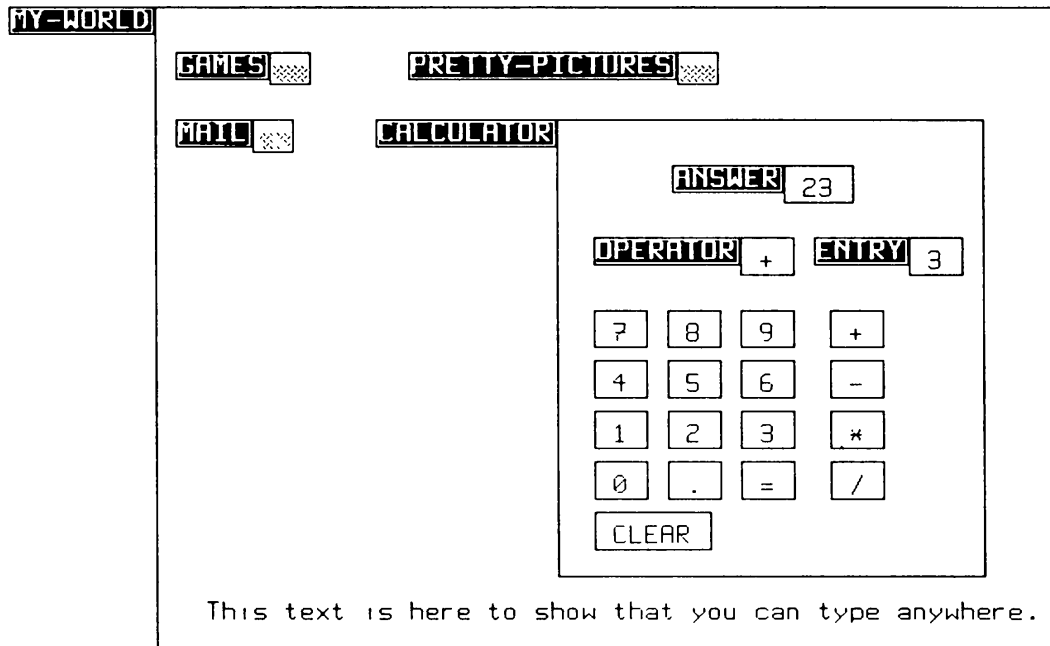 MY-WORLD
GAMES PRETTY-PICTURES
MAIL CALCULATOR
ANSWER 23
OPERATOR + ENTRY 3
7 8 9 +
4 5 6 -
1 2 3 *
0 . = /
CLEAR
This text is here to show that you can type anywhere.